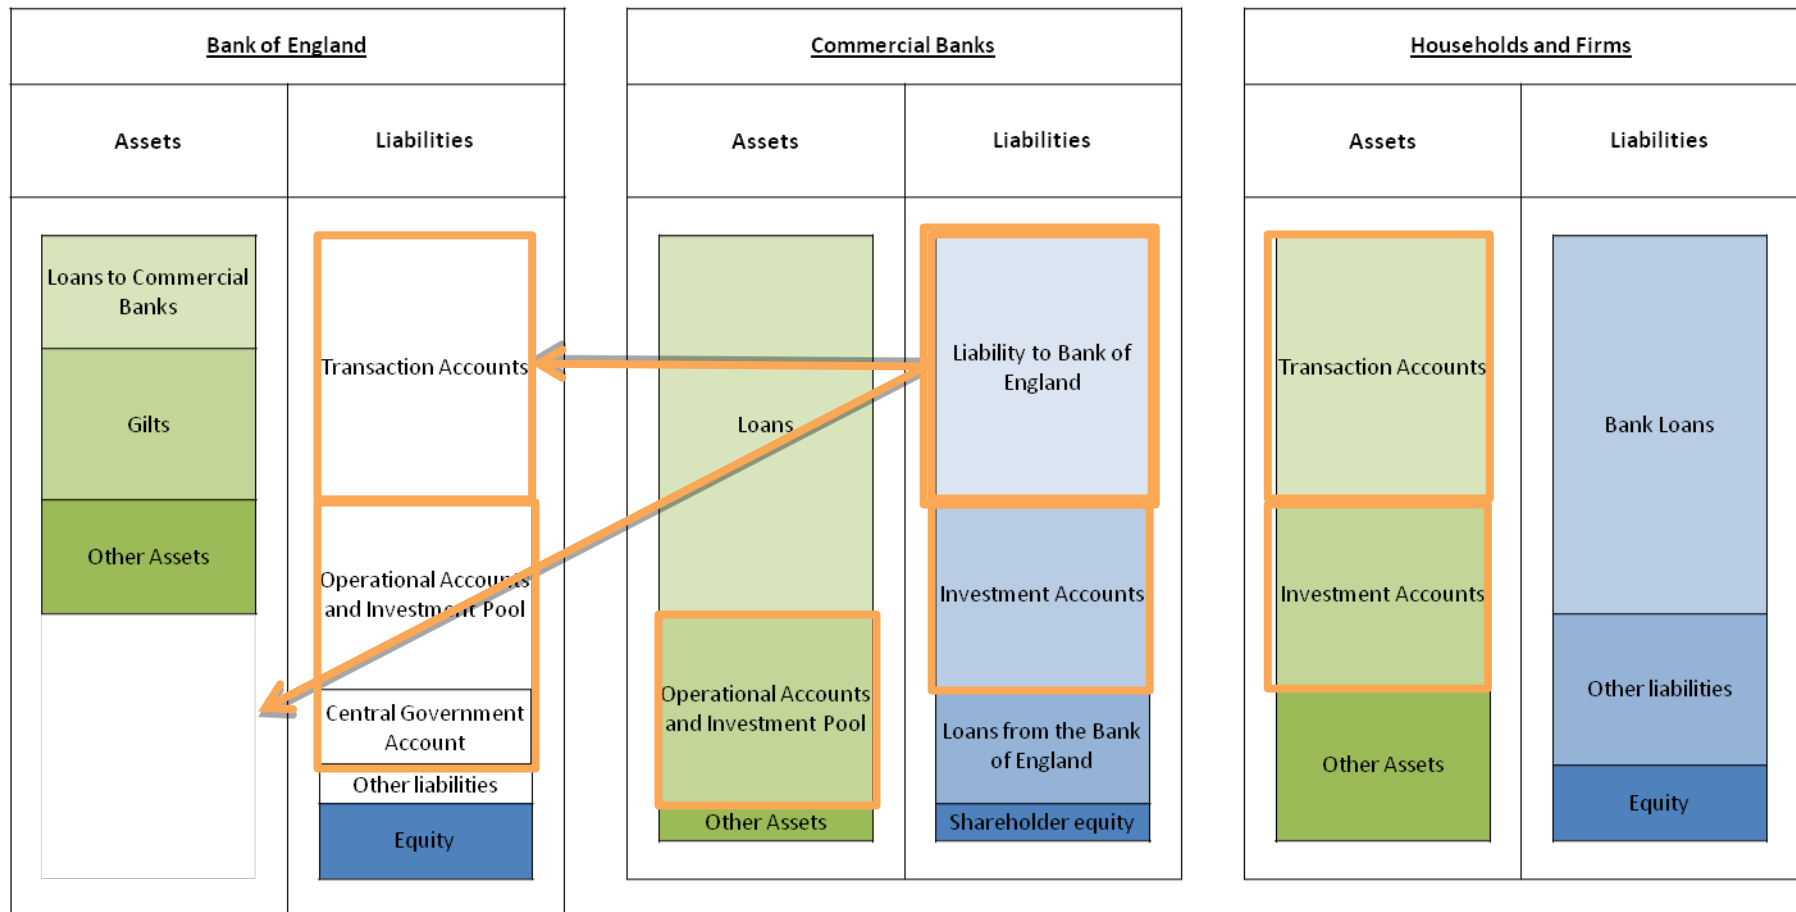 Bank of England
Assets
Liabilities
Loans to Commercial
Banks
Gilts
Other Assets
Transaction Accounts
Operational Accounts
and Investment Pool
Central Government
Account
Other liabilities
Equity
Commercial Banks
Assets
Liabilities
Loans
Operational Accounts
and Investment Pool
Other Assets
Liability to Bank of
England
Investment Accounts
Loans from the Bank
of England
Shareholder equity
Households and Firms
Assets
Liabilities
Transaction Accounts
Investment Accounts
Other Assets
Bank Loans
Other liabilities
Equity